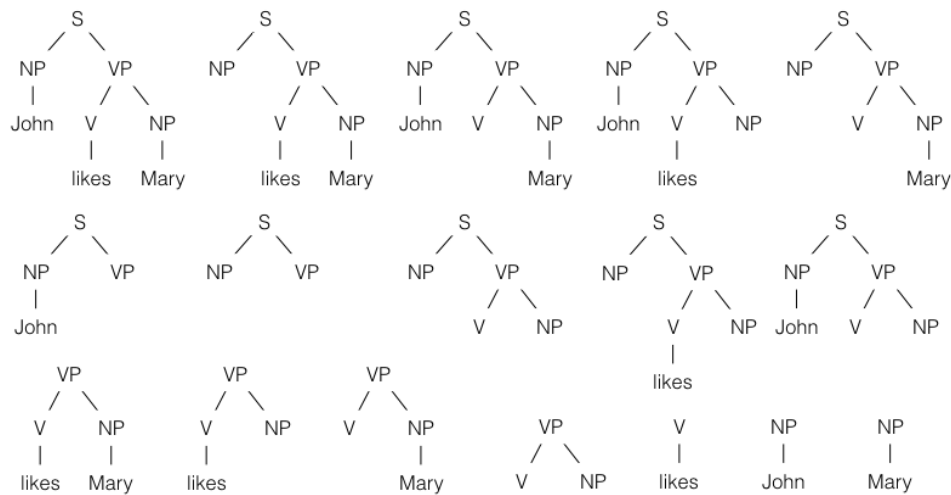 S S S S S
NP VP NP VP NP VP NP VP NP VP
John V NP V NP John V NP John V NP V NP
likes Mary likes Mary Mary likes Mary
S S S S S
NP VP NP VP NP VP NP VP NP VP
John V NP V NP John V NP
likes
VP VP VP
V NP V NP V NP VP V NP NP
likes Mary likes Mary V NP likes John Mary